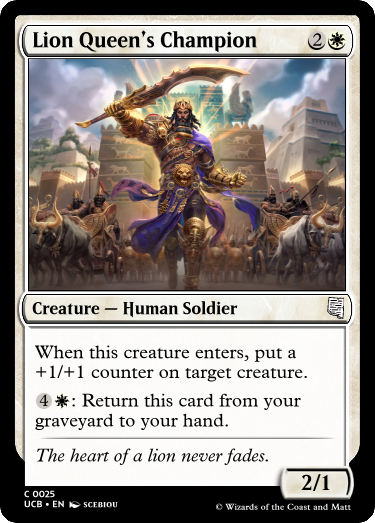 Lion Queen's Champion 2
Creature — Human Soldier
When this creature enters, put a
+1/+1 counter on target creature.
4 : Return this card from your
graveyard to your hand.
The heart of a lion never fades.
2/1
C 0025
UCB • EN SCEBIOU
© Wizards of the Coast and Matt